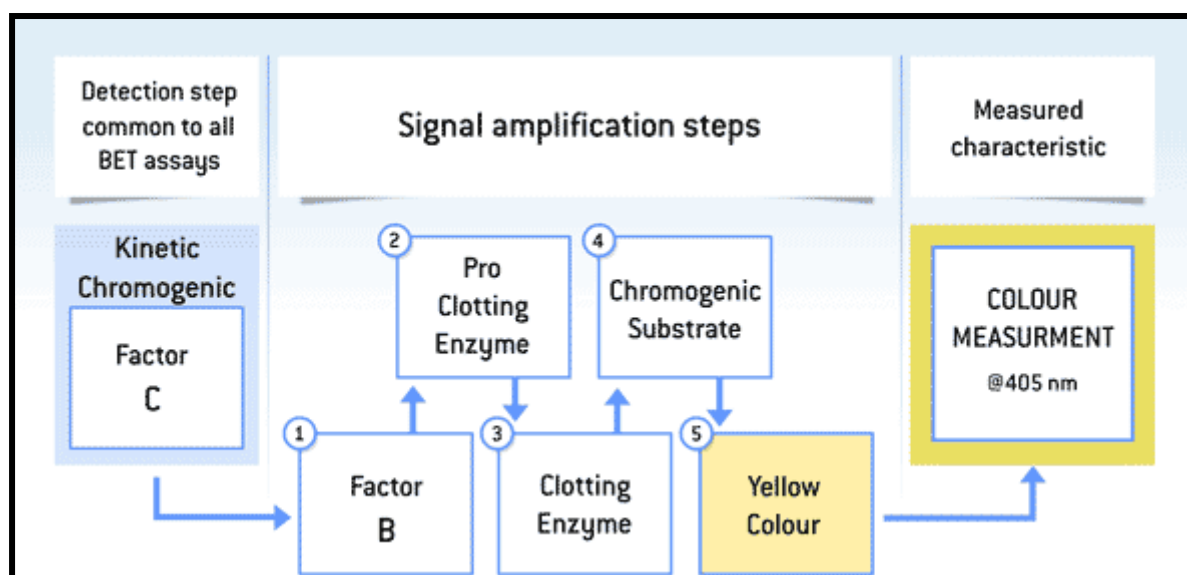 Detection step
common to all
BET assays
Signal amplification steps
Measured
characteristic
Kinetic
Chromogenic
Factor
C
1
Factor
B
2
Pro
Clotting
Enzyme
3
Clotting
Enzyme
4
Chromogenic
Substrate
5
Yellow
Colour
COLOUR
MEASURMENT
@405 nm